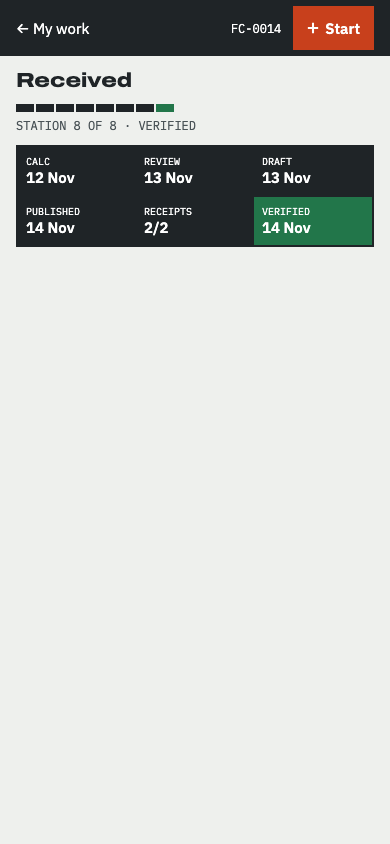 ← My work
FC-0014
+ Start
Received
STATION 8 OF 8 · VERIFIED
CALC
12 Nov
REVIEW
13 Nov
DRAFT
13 Nov
PUBLISHED
14 Nov
RECEIPTS
2/2
VERIFIED
14 Nov